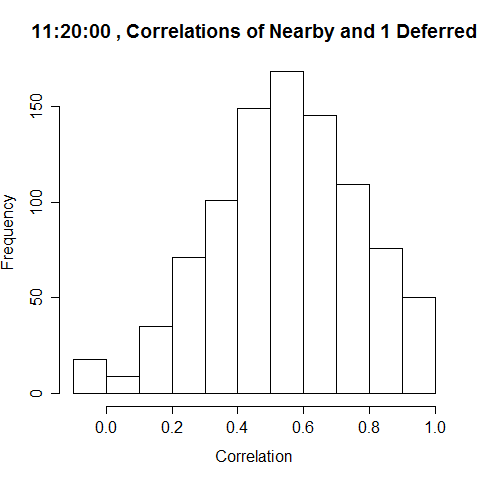 11:20:00 , Correlations of Nearby and 1 Deferred
150
100
50
0
Frequency
0.0 0.2 0.4 0.6 0.8 1.0
Correlation